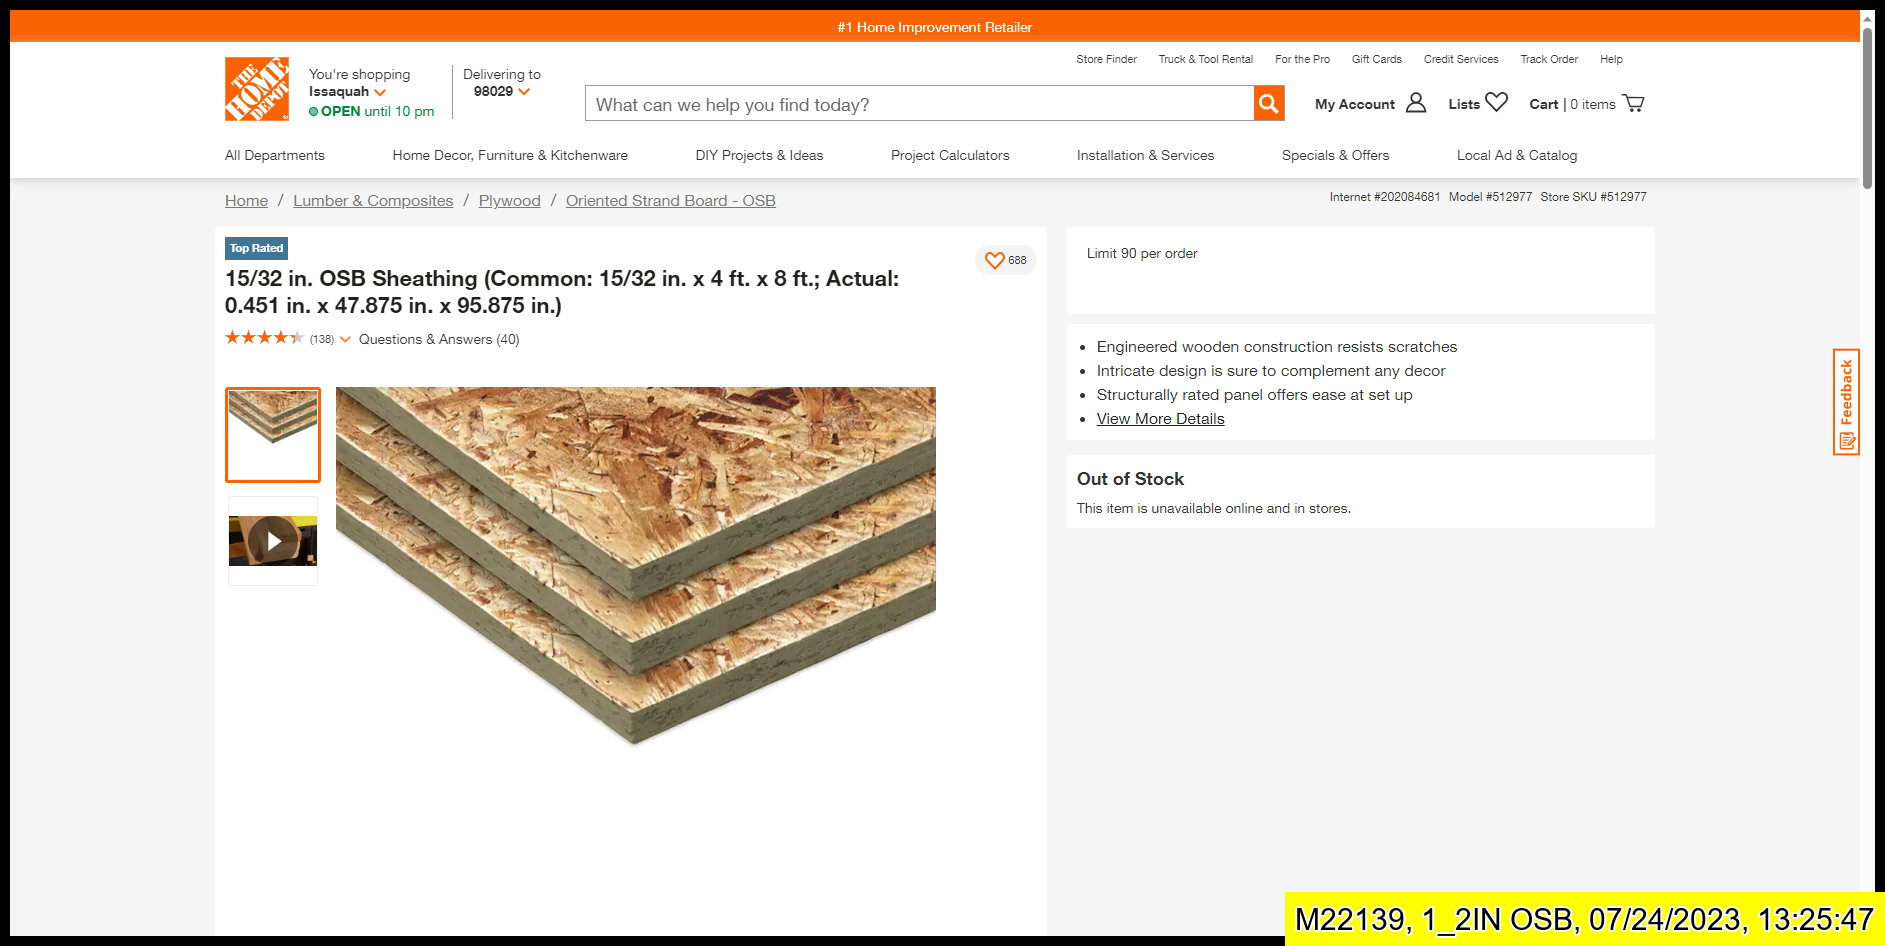 #1 Home Improvement Retailer
Store Finder Truck & Tool Rental For the Pro Gift Cards Credit Services Track Order Help
THE HOME DEPOT
You're shopping
Issaquah
OPEN until 10 pm
Delivering to
98029
What can we help you find today?
My Account Lists Cart | 0 items
All Departments Home Decor, Furniture & Kitchenware DIY Projects & Ideas Project Calculators Installation & Services Specials & Offers Local Ad & Catalog
Home / Lumber & Composites / Plywood / Oriented Strand Board - OSB
Internet #202084681 Model #512977 Store SKU #512977
Top Rated
688
15/32 in. OSB Sheathing (Common: 15/32 in. x 4 ft. x 8 ft.; Actual:
0.451 in. x 47.875 in. x 95.875 in.)
(138) Questions & Answers (40)
Limit 90 per order
• Engineered wooden construction resists scratches
• Intricate design is sure to complement any decor
• Structurally rated panel offers ease at set up
• View More Details
Out of Stock
This item is unavailable online and in stores.
Feedback
M22139, 1_2IN OSB, 07/24/2023, 13:25:47